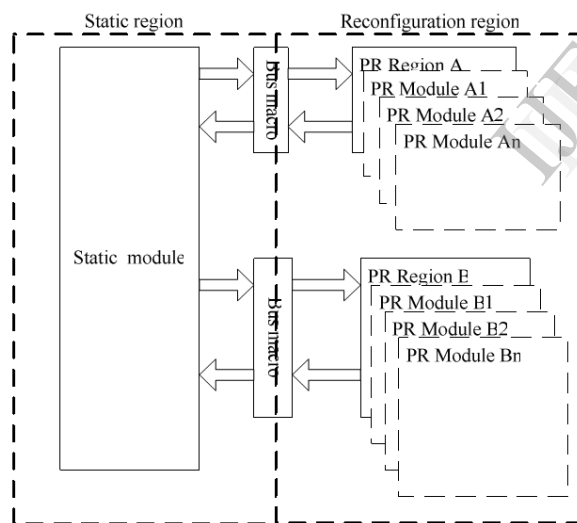 Static region
Reconfiguration region
Bus macro
PR Region A
PR Module A1
PR Module A2
PR Module An
Static module
Bus macro
PR Region B
PR Module B1
PR Module B2
PR Module Bn